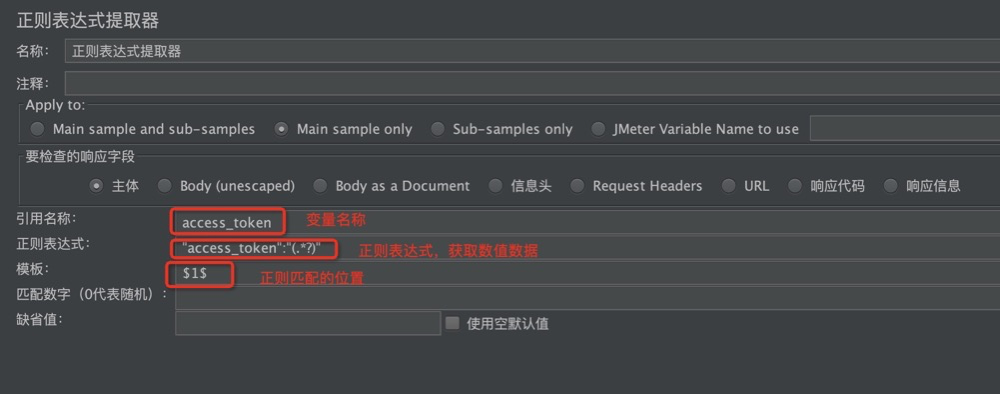 正则表达式提取器
名称： 正则表达式提取器
注释：
Apply to:
Main sample and sub-samples Main sample only Sub-samples only JMeter Variable Name to use
要检查的响应字段
主体 Body (unescaped) Body as a Document 信息头 Request Headers URL 响应代码 响应信息
引用名称： access_token 变量名称
正则表达式： "access_token":"(.*?)" 正则表达式，获取数值数据
模板： $1$ 正则匹配的位置
匹配数字（0代表随机）：
缺省值： 使用空默认值